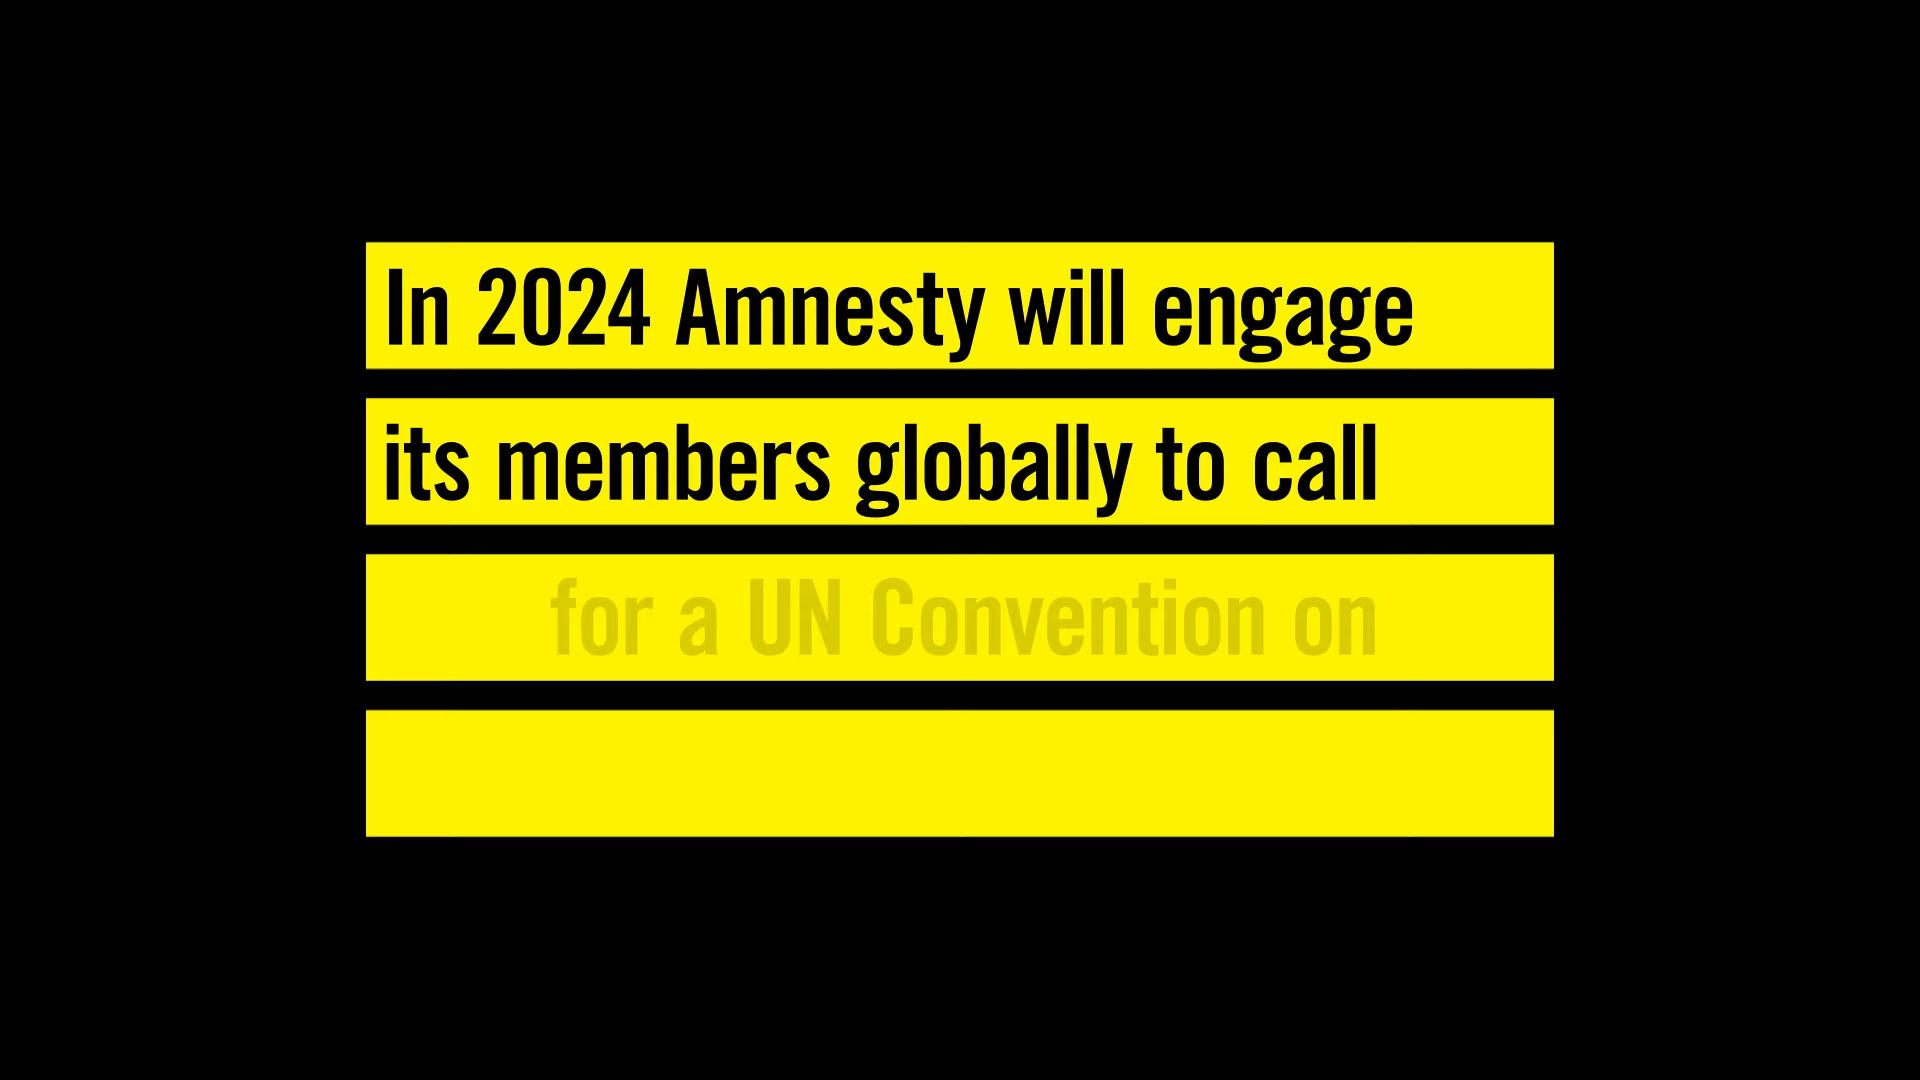 In 2024 Amnesty will engage
its members globally to call
for a UN Convention on